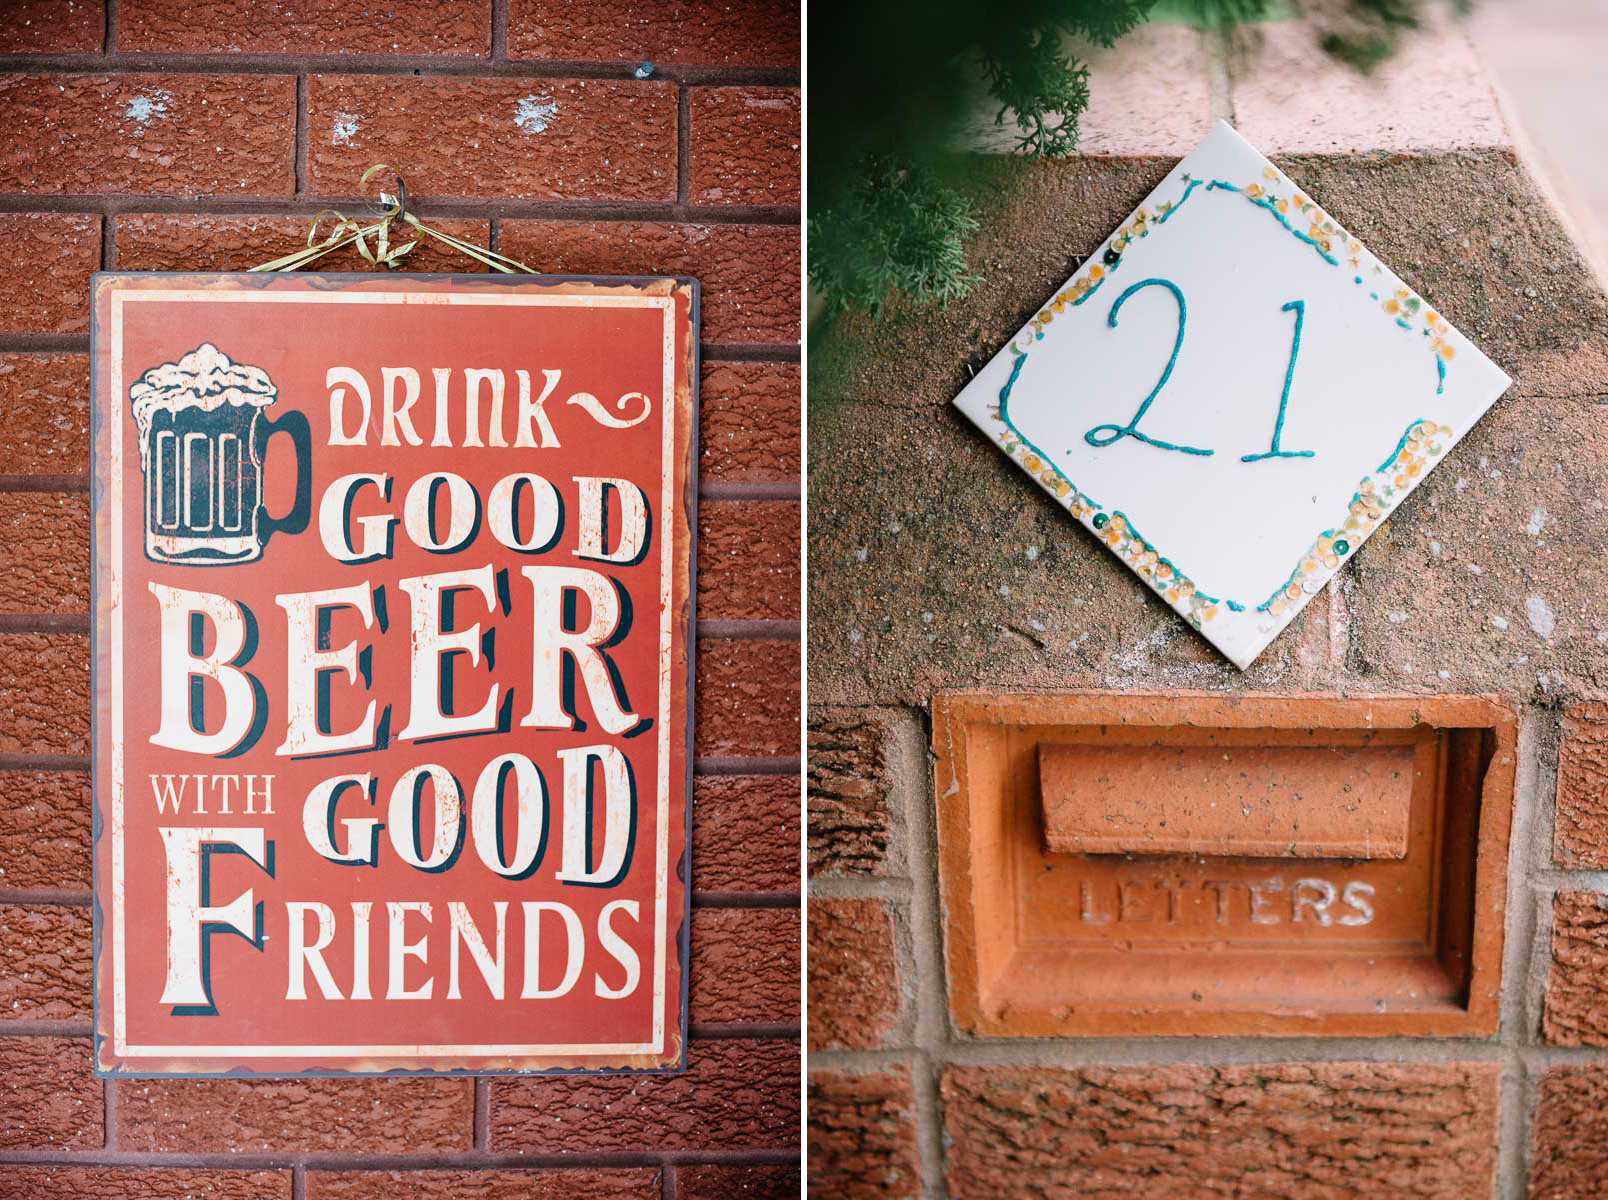 DRINK
GOOD
BEER
WITH GOOD
FRIENDS
21
LETTERS